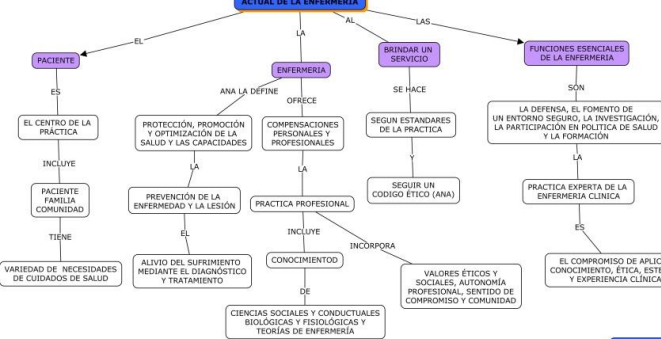 ACTUAL DE LA ENFERMERIA
EL
LA
AL
LAS
PACIENTE
ENFERMERIA
BRINDAR UN
SERVICIO
FUNCIONES ESENCIALES
DE LA ENFERMERIA
ES
ANA LA DEFINE
OFRECE
SE HACE
SON
EL CENTRO DE LA
PRÁCTICA
PROTECCIÓN, PROMOCIÓN
Y OPTIMIZACIÓN DE LA
SALUD Y LAS CAPACIDADES
COMPENSACIONES
PERSONALES Y
PROFESIONALES
SEGUN ESTANDARES
DE LA PRACTICA
LA DEFENSA, EL FOMENTO DE
UN ENTORNO SEGURO, LA INVESTIGACIÓN,
LA PARTICIPACIÓN EN POLITICA DE SALUD
Y LA FORMACIÓN
INCLUYE
LA
LA
Y
LA
PACIENTE
FAMILIA
COMUNIDAD
PREVENCIÓN DE LA
ENFERMEDAD Y LA LESIÓN
PRACTICA PROFESIONAL
SEGUIR UN
CODIGO ÉTICO (ANA)
PRACTICA EXPERTA DE LA
ENFERMERIA CLINICA
TIENE
EL
INCLUYE
INCORPORA
ES
VARIEDAD DE NECESIDADES
DE CUIDADOS DE SALUD
ALIVIO DEL SUFRIMIENTO
MEDIANTE EL DIAGNÓSTICO
Y TRATAMIENTO
CONOCIMIENTOD
VALORES ÉTICOS Y
SOCIALES, AUTONOMÍA
PROFESIONAL, SENTIDO DE
COMPROMISO Y COMUNIDAD
EL COMPROMISO DE APLIC
CONOCIMIENTO, ÉTICA, ESTE
Y EXPERIENCIA CLÍNICA
DE
CIENCIAS SOCIALES Y CONDUCTUALES
BIOLÓGICAS Y FISIOLÓGICAS Y
TEORÍAS DE ENFERMERÍA